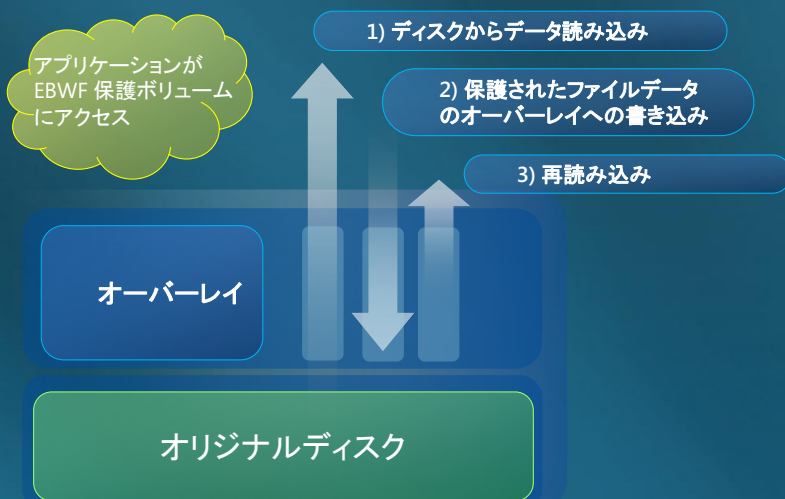 アプリケーションが
EBWF 保護ボリューム
にアクセス
1) ディスクからデータ読み込み
2) 保護されたファイルデータ
のオーバーレイへの書き込み
3) 再読み込み
オーバーレイ
オリジナルディスク